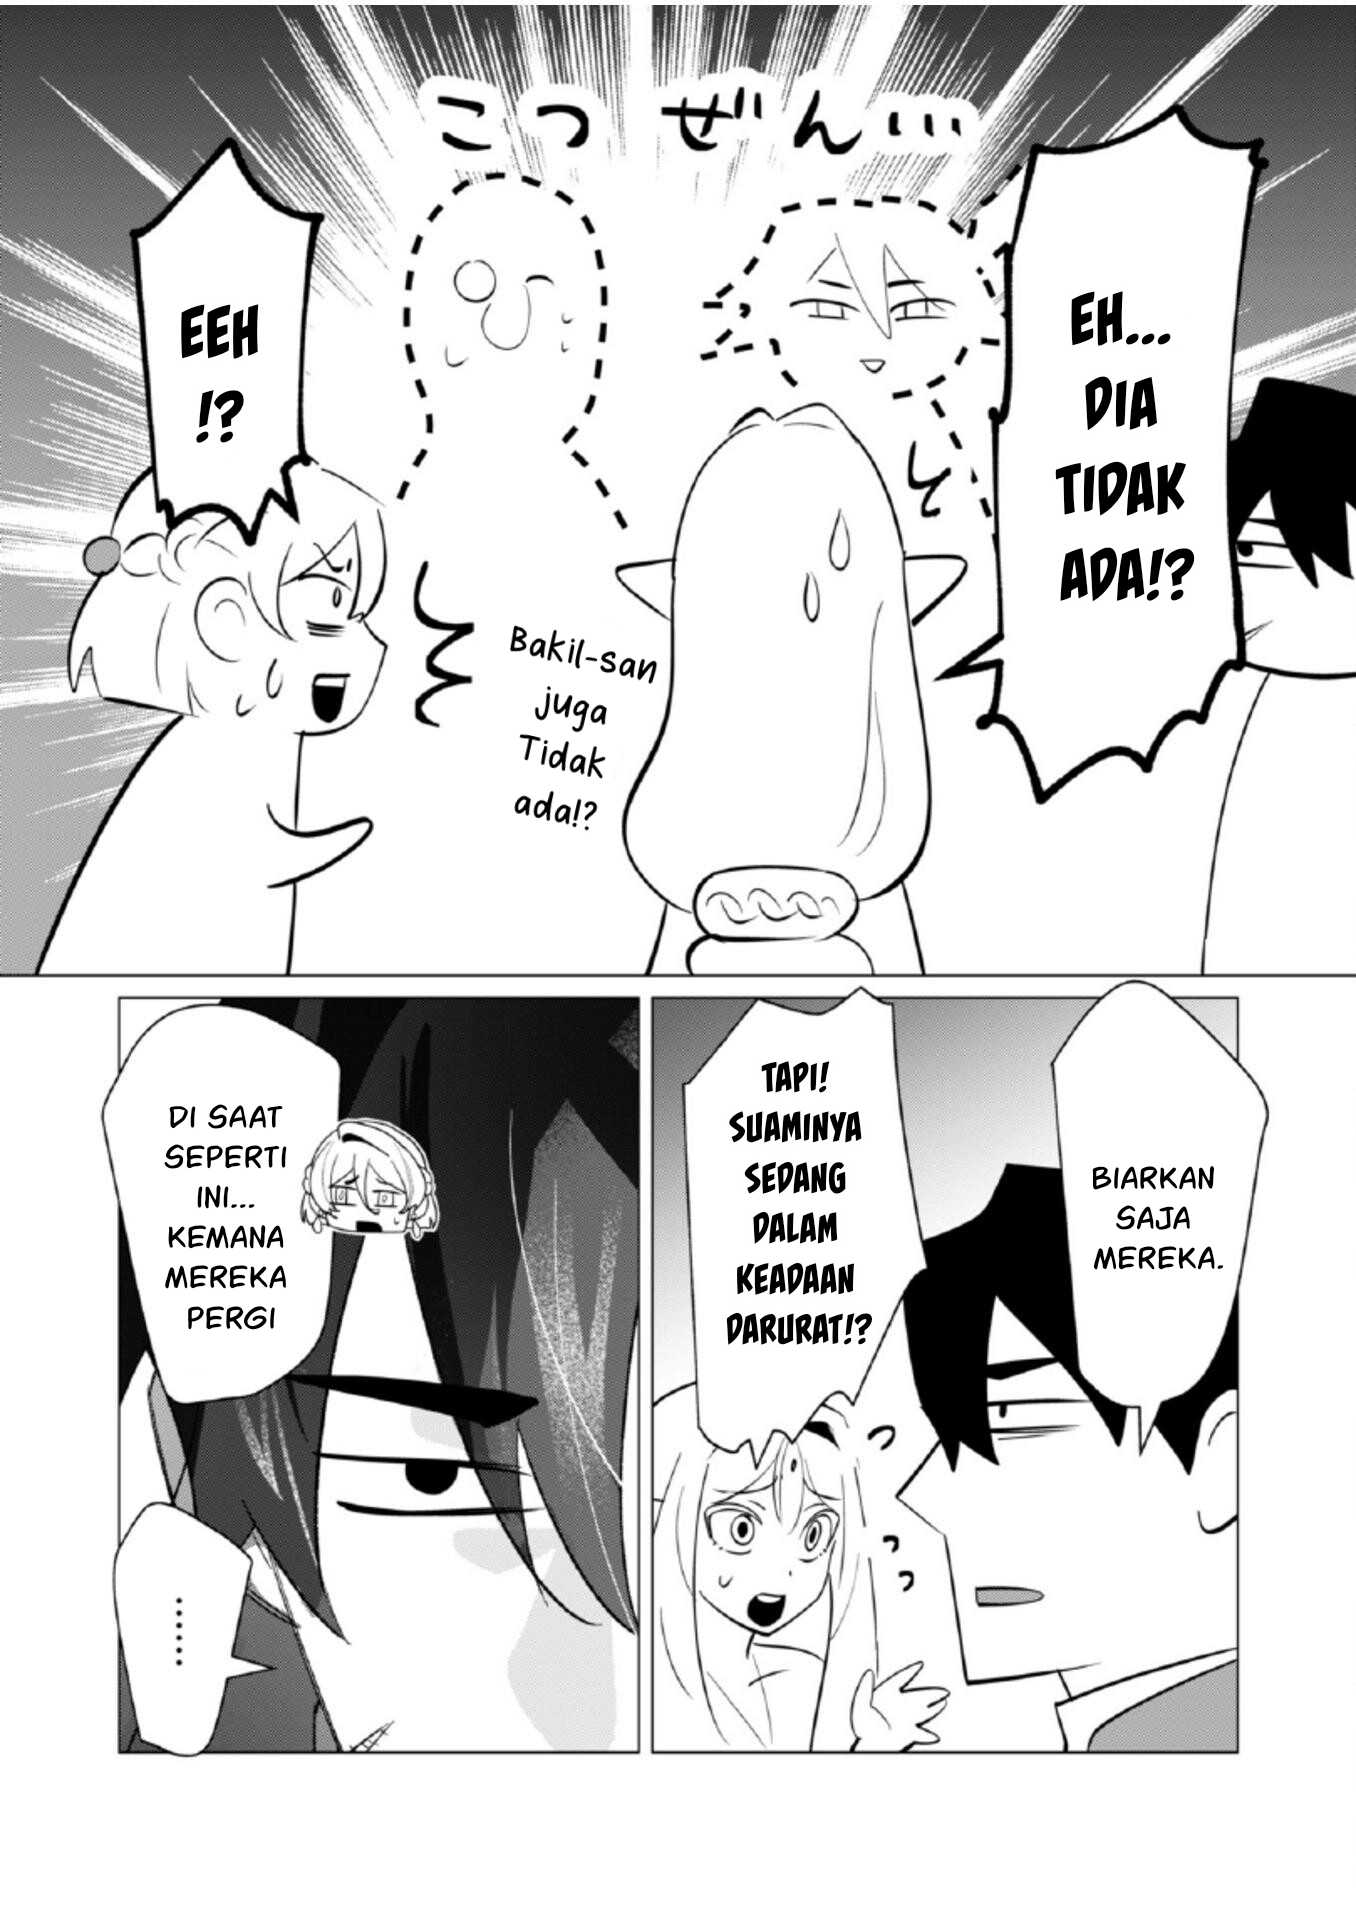 こつぜん…
と
EH...
DIA
TIDAK
ADA!?
EEH
!?
Bakil-san
juga
Tidak
ada!?
BIARKAN
SAJA
MEREKA.
TAPI!
SUAMINYA
SEDANG
DALAM
KEADAAN
DARURAT!?
DI SAAT
SEPERTI
INI...
KEMANA
MEREKA
PERGI
......